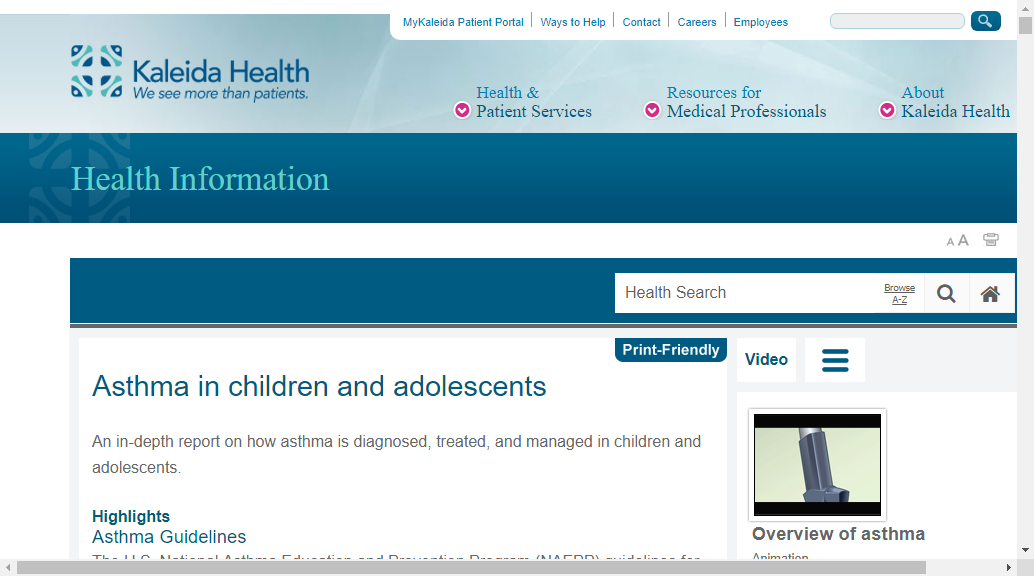 MyKaleida Patient Portal
Ways to Help
Contact
Careers
Employees
Kaleida Health
We see more than patients.
Health &
Patient Services
Resources for
Medical Professionals
About
Kaleida Health
Health Information
A A
Health Search
Browse
A-Z
Print-Friendly
Video
Asthma in children and adolescents
An in-depth report on how asthma is diagnosed, treated, and managed in children and
adolescents.
Highlights
Asthma Guidelines
The U.S. National Asthma Education and Prevention Program (NAEPP) guidelines for
Overview of asthma
Animation